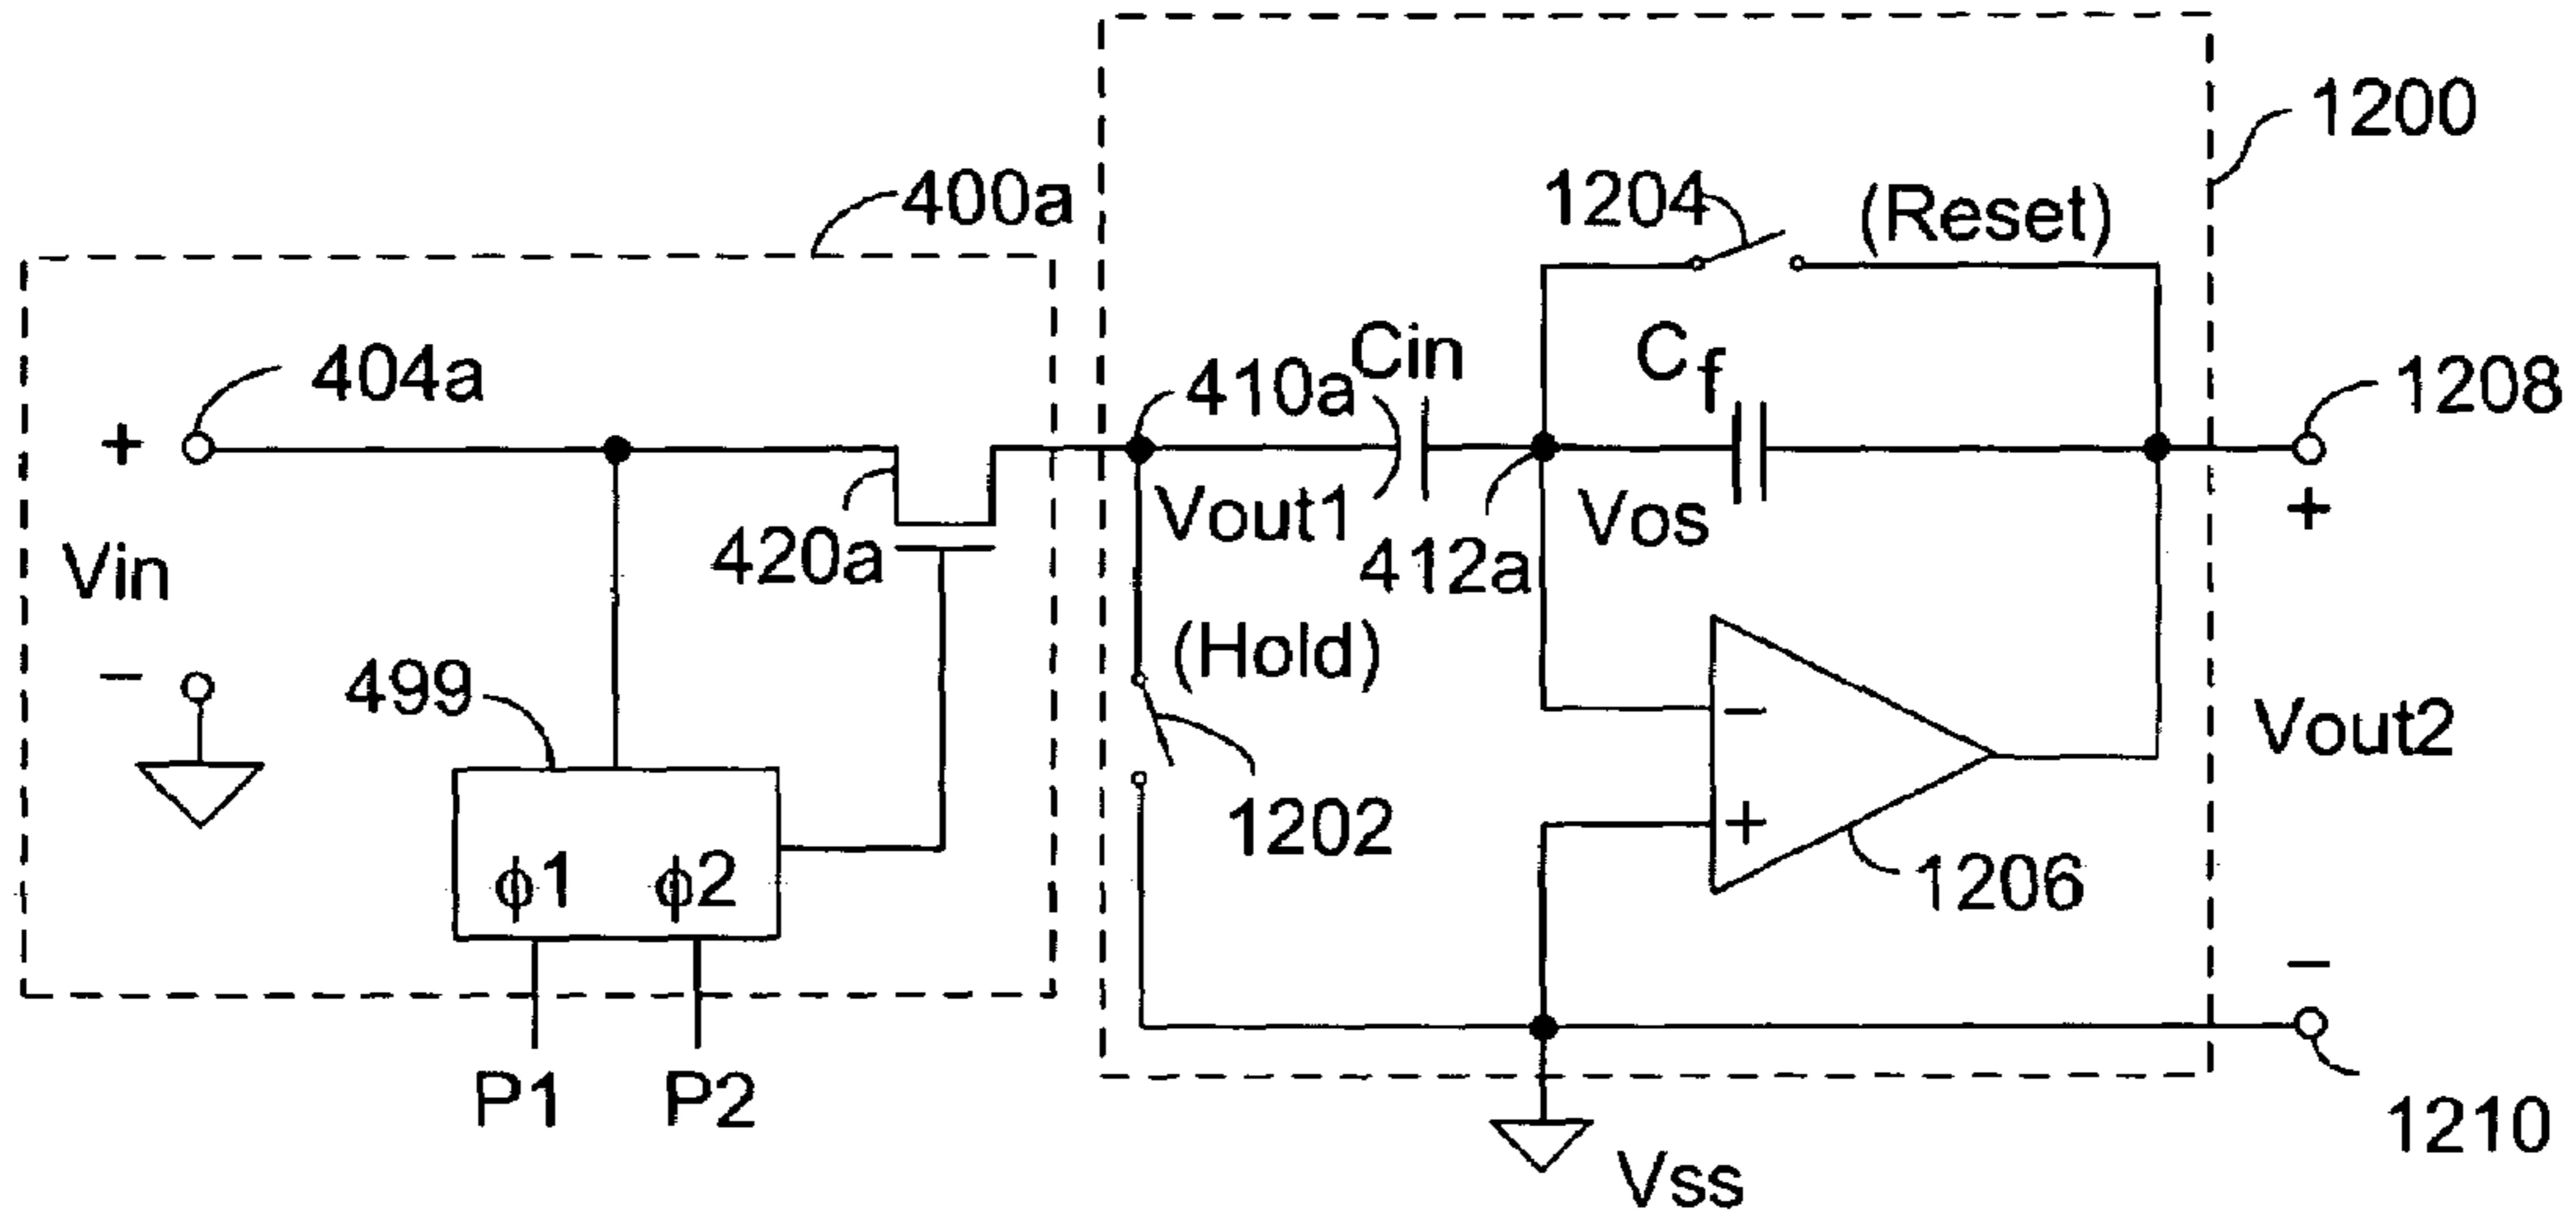 1200
400a
1204
(Reset)
404a
+
410a
Cin
Cf
1208
+
Vout1
Vos
420a
412a
Vin
−
499
(Hold)
−
Vout2
1202
+
1206
ϕ1
ϕ2
−
P1
P2
1210
Vss